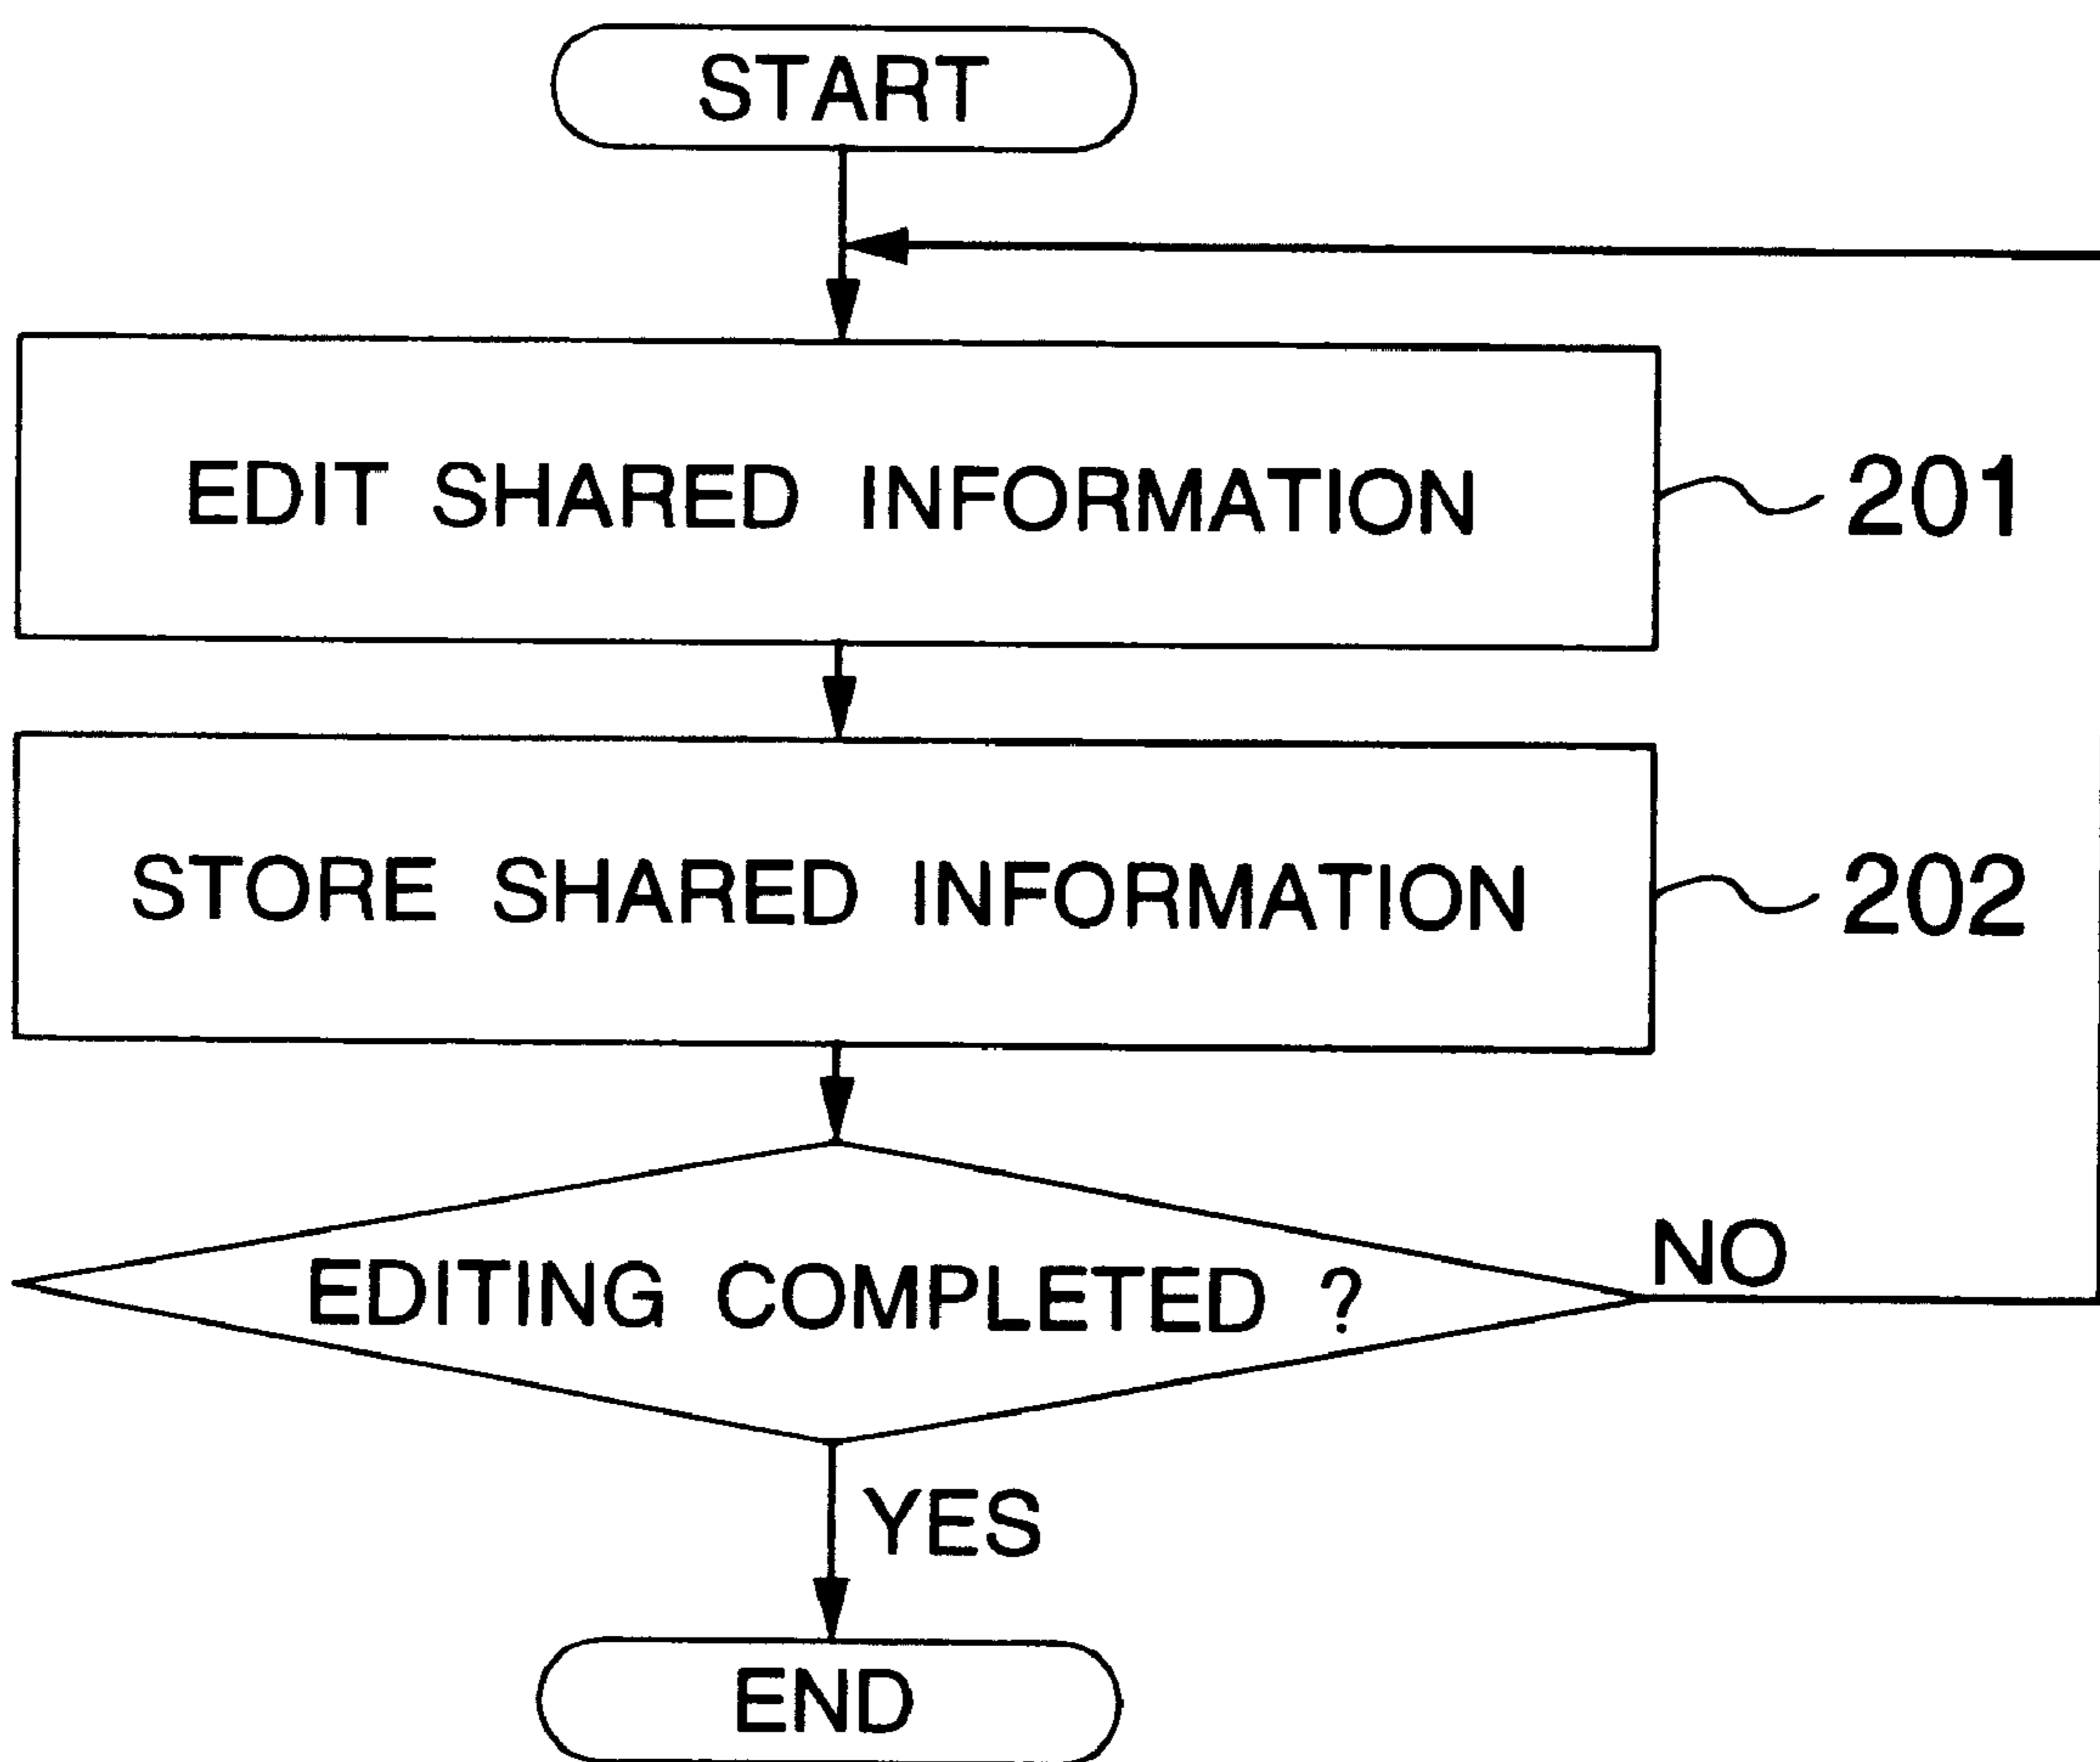 START
EDIT SHARED INFORMATION
201
STORE SHARED INFORMATION
202
EDITING COMPLETED ?
NO
YES
END